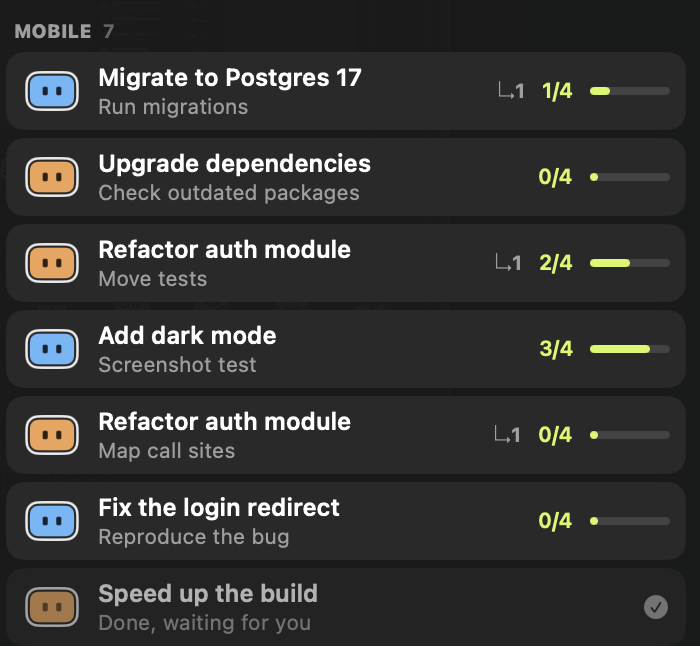 MOBILE 7
Migrate to Postgres 17
Run migrations
1 1/4
Upgrade dependencies
Check outdated packages
0/4
Refactor auth module
Move tests
1 2/4
Add dark mode
Screenshot test
3/4
Refactor auth module
Map call sites
1 0/4
Fix the login redirect
Reproduce the bug
0/4
Speed up the build
Done, waiting for you